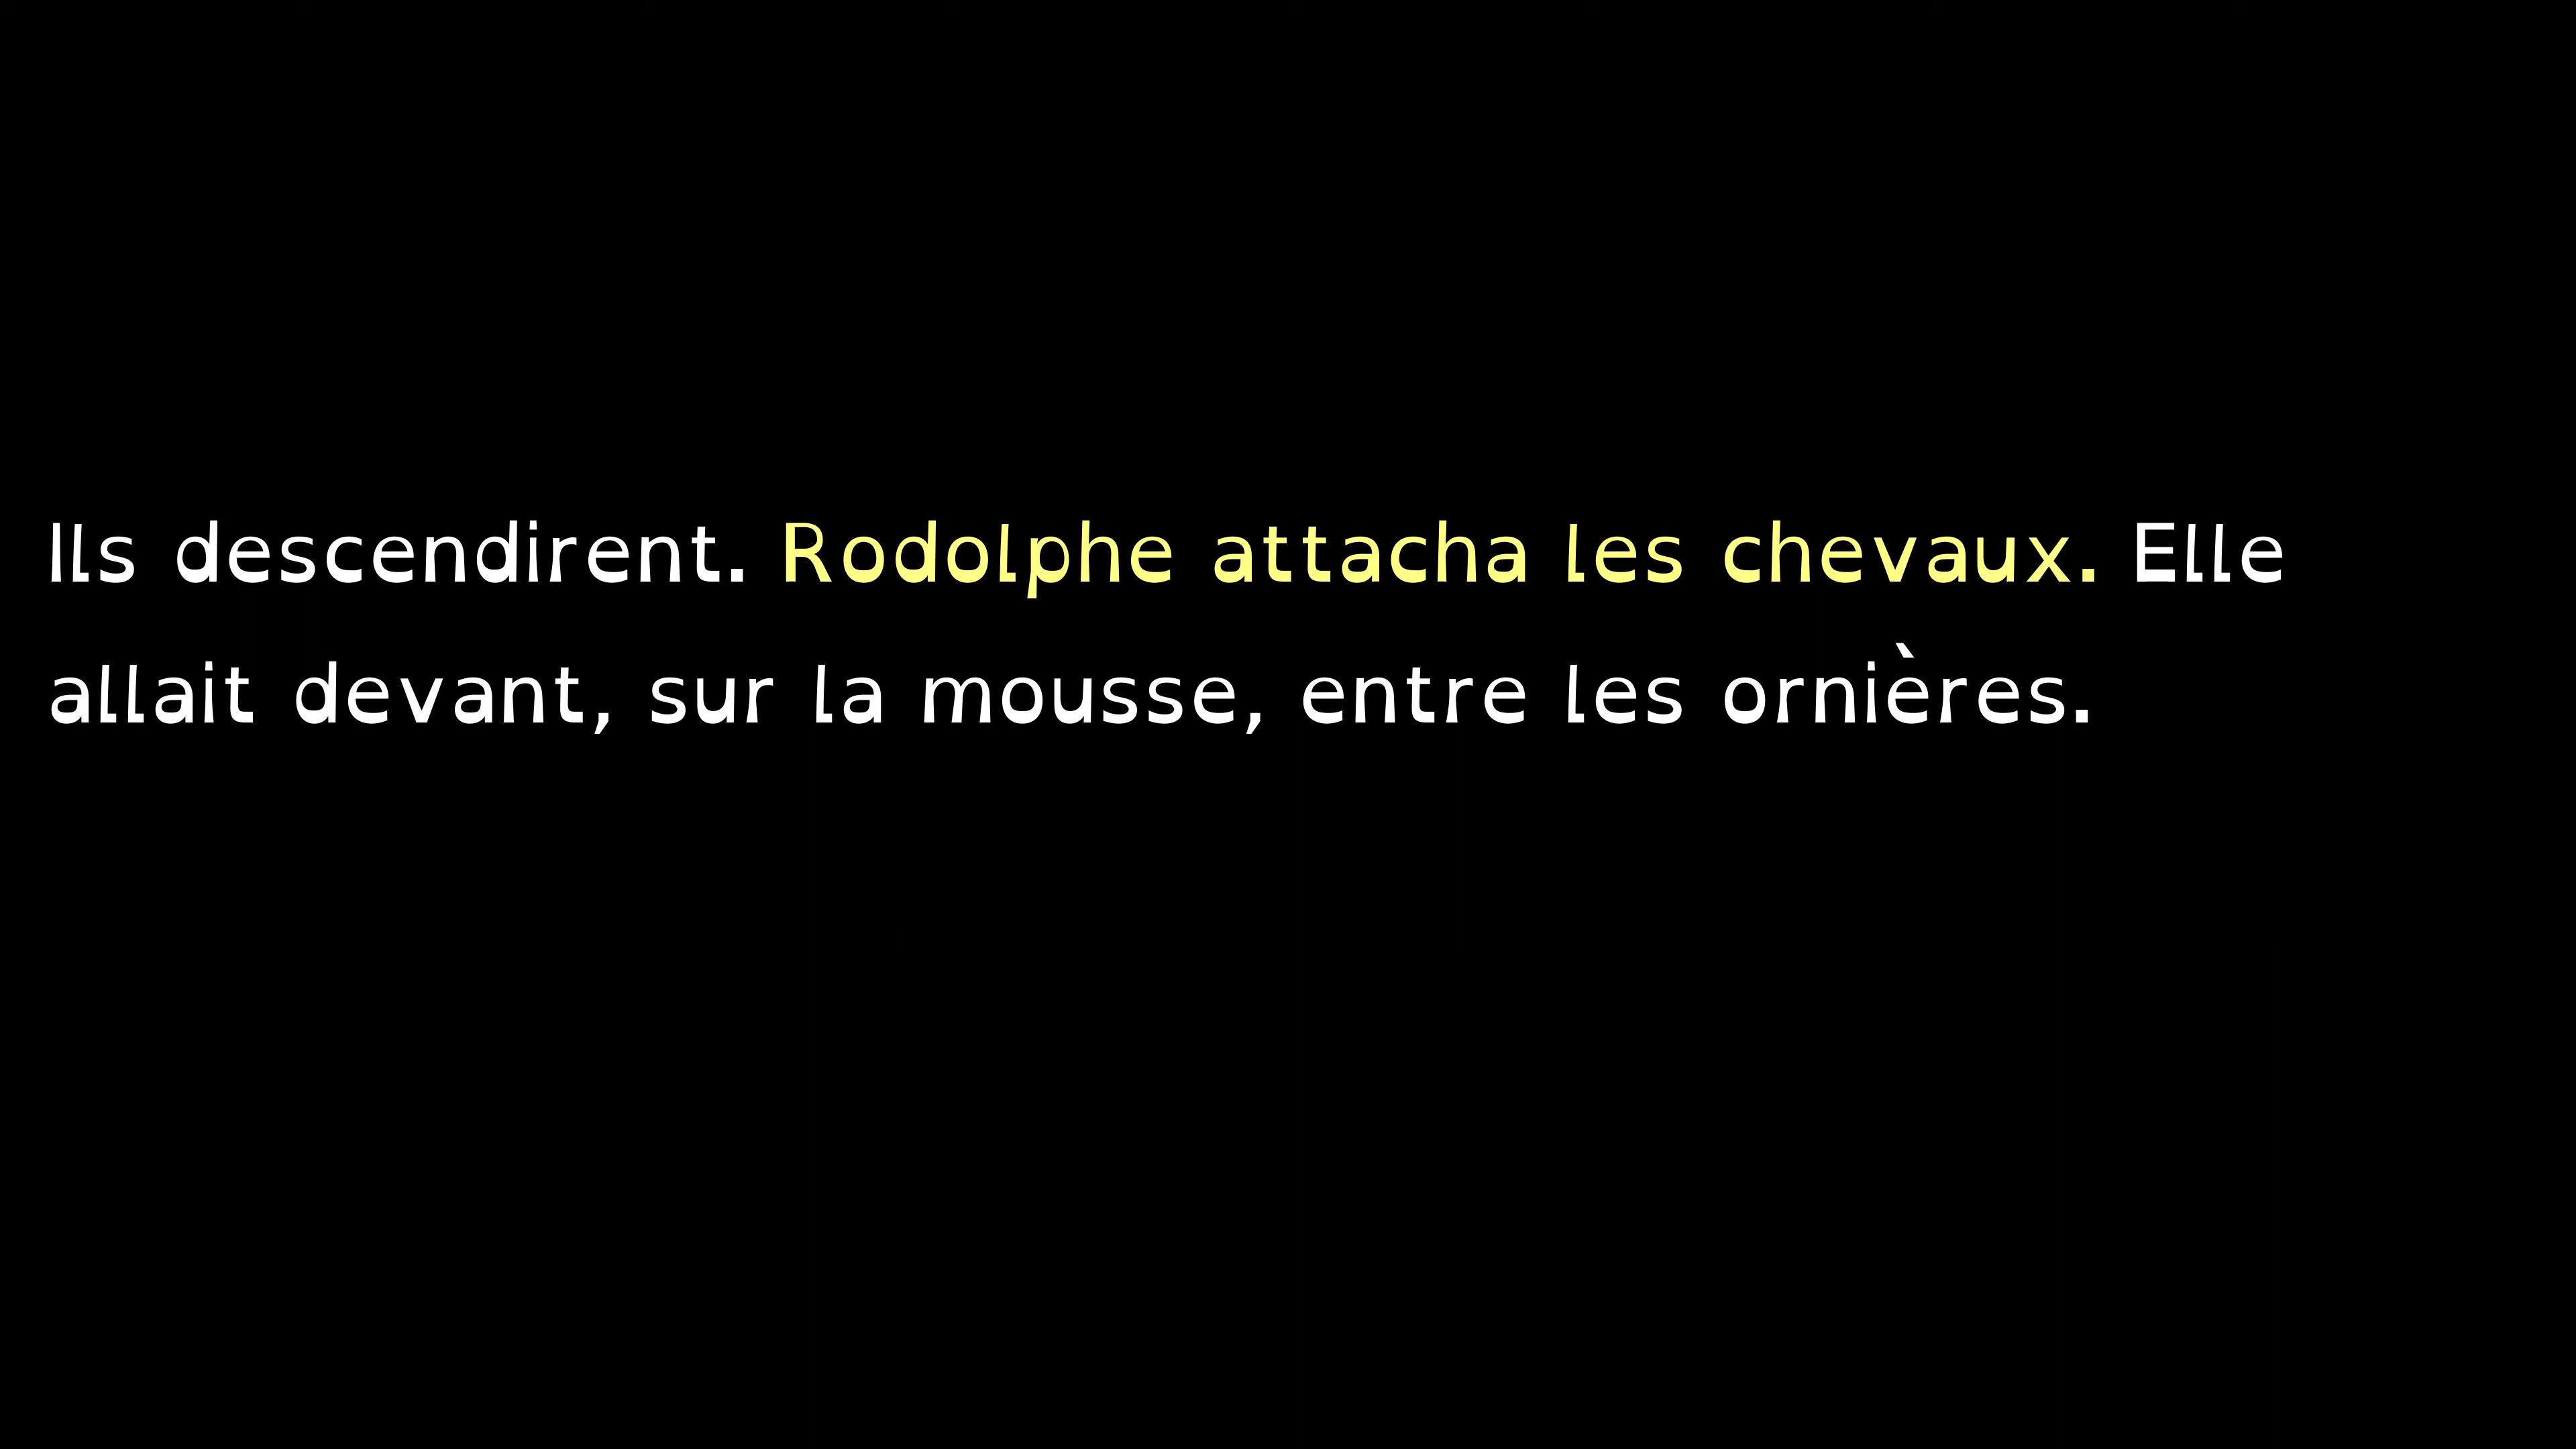 Ils descendirent. Rodolphe attacha les chevaux. Elle
allait devant, sur la mousse, entre les ornières.